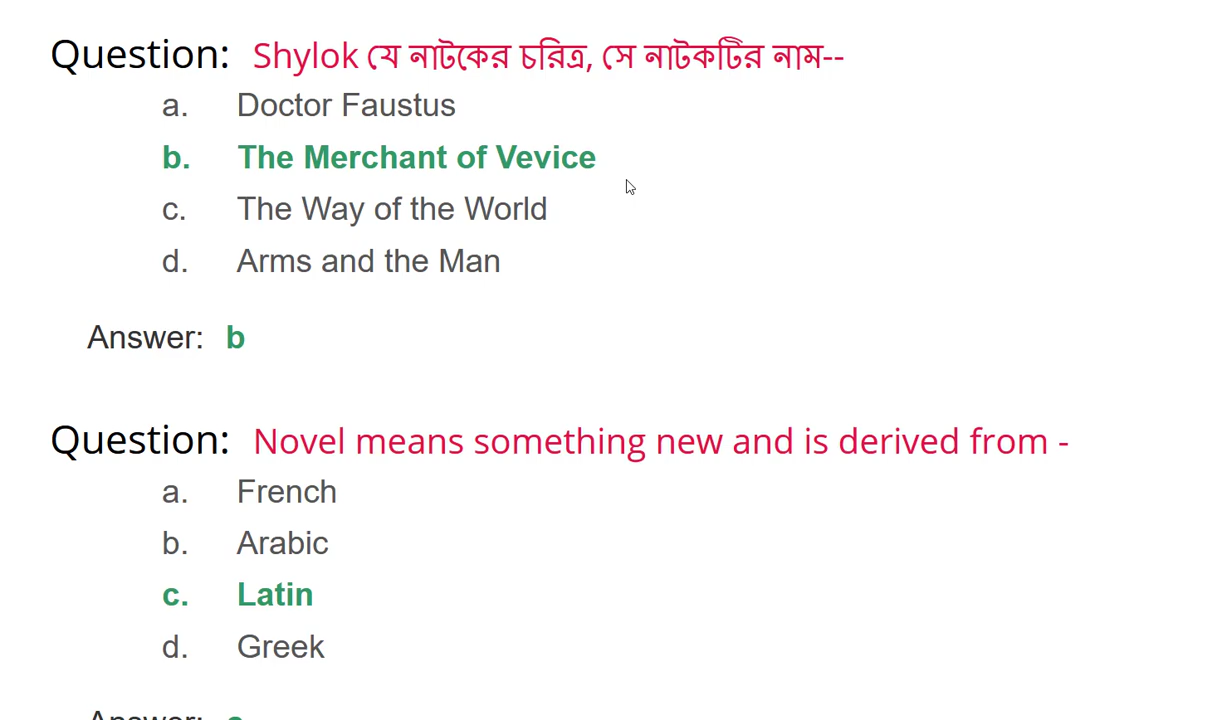 Question: Shylok যে নাটকের চরিত্র, সে নাটকটির নাম--
a. Doctor Faustus
b. The Merchant of Vevice
c. The Way of the World
d. Arms and the Man
Answer: b
Question: Novel means something new and is derived from -
a. French
b. Arabic
c. Latin
d. Greek
Answer: c